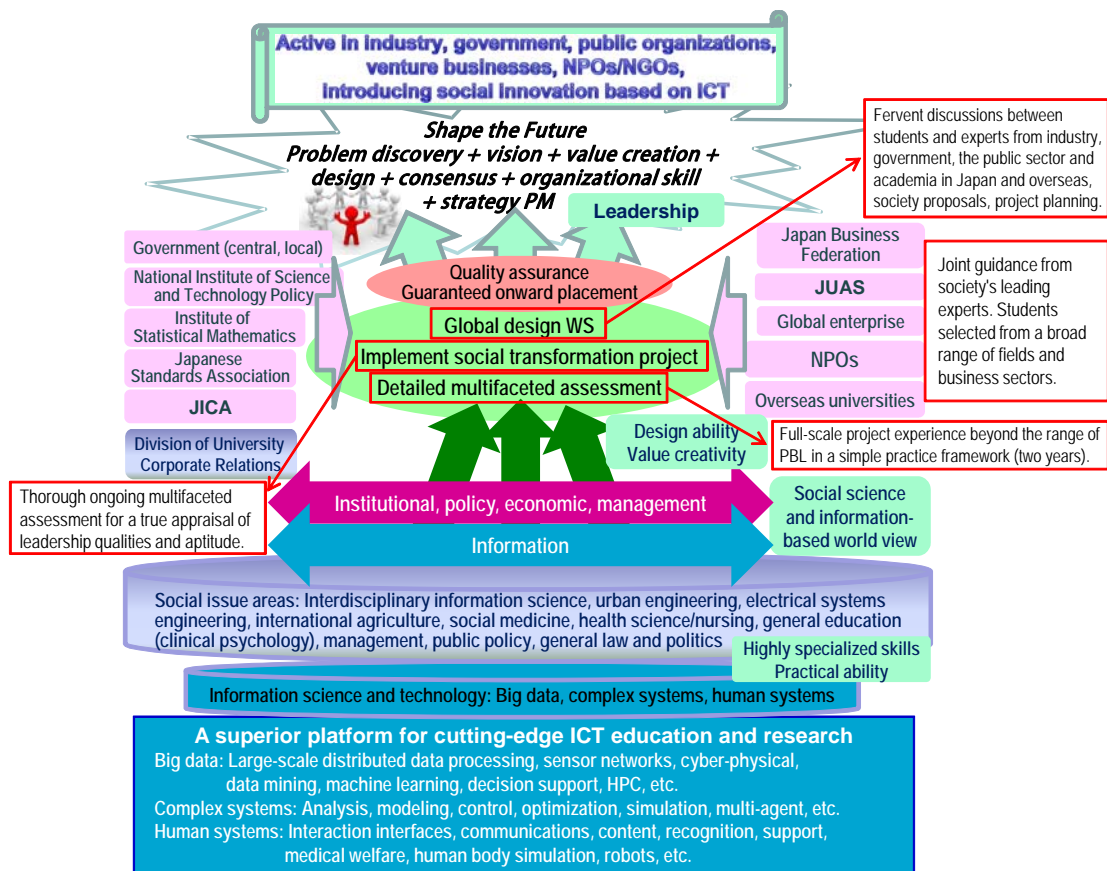 Active in industry, government, public organizations,
venture businesses, NPOs/NGOs,
introducing social innovation based on ICT
Shape the Future
Problem discovery + vision + value creation +
design + consensus + organizational skill
+ strategy PM
Leadership
Fervent discussions between
students and experts from industry,
government, the public sector and
academia in Japan and overseas,
society proposals, project planning.
Government (central, local)
National Institute of Science
and Technology Policy
Institute of
Statistical Mathematics
Japanese
Standards Association
JICA
Division of University
Corporate Relations
Quality assurance
Guaranteed onward placement
Global design WS
Implement social transformation project
Detailed multifaceted assessment
Japan Business
Federation
JUAS
Global enterprise
NPOs
Overseas universities
Joint guidance from
society's leading
experts. Students
selected from a broad
range of fields and
business sectors.
Design ability
Value creativity
Full-scale project experience beyond the range of
PBL in a simple practice framework (two years).
Thorough ongoing multifaceted
assessment for a true appraisal of
leadership qualities and aptitude.
Institutional, policy, economic, management
Information
Social science
and information-
based world view
Social issue areas: Interdisciplinary information science, urban engineering, electrical systems
engineering, international agriculture, social medicine, health science/nursing, general education
(clinical psychology), management, public policy, general law and politics
Highly specialized skills
Practical ability
Information science and technology: Big data, complex systems, human systems
A superior platform for cutting-edge ICT education and research
Big data: Large-scale distributed data processing, sensor networks, cyber-physical,
data mining, machine learning, decision support, HPC, etc.
Complex systems: Analysis, modeling, control, optimization, simulation, multi-agent, etc.
Human systems: Interaction interfaces, communications, content, recognition, support,
medical welfare, human body simulation, robots, etc.